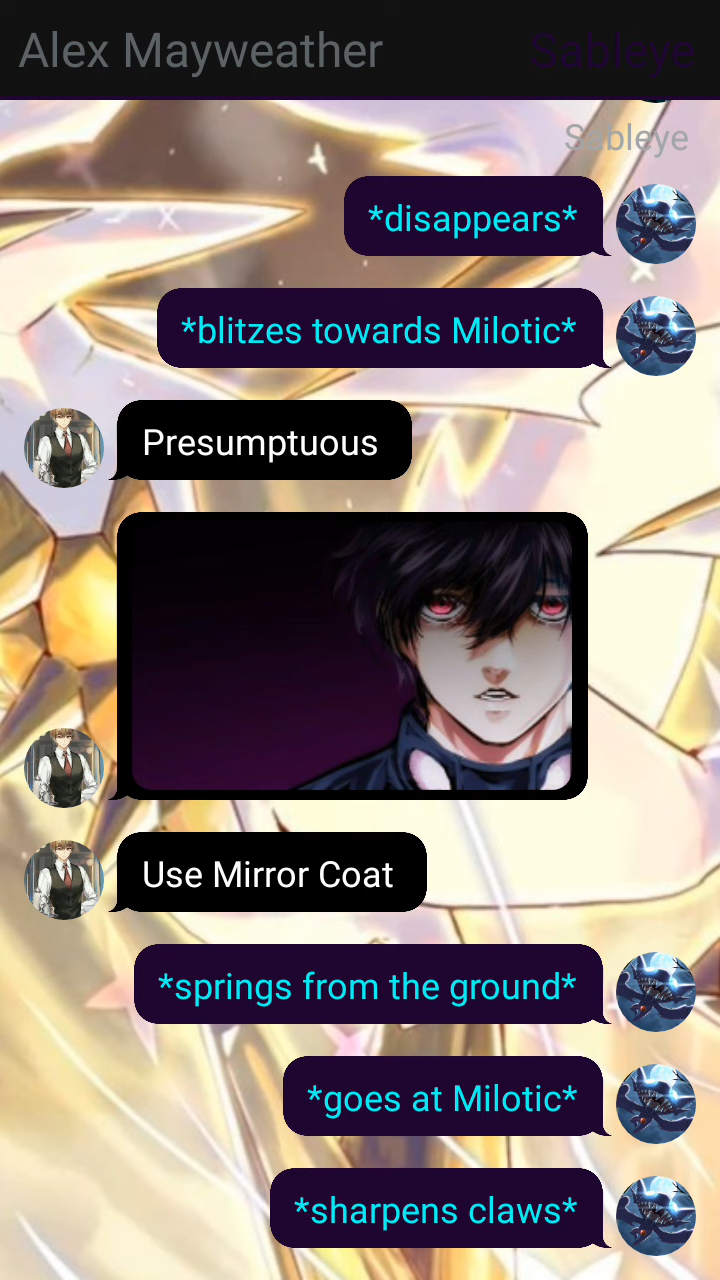 Alex Mayweather
Sableye
Sableye
*disappears*
*blitzes towards Milotic*
Presumptuous
Use Mirror Coat
*springs from the ground*
*goes at Milotic*
*sharpens claws*